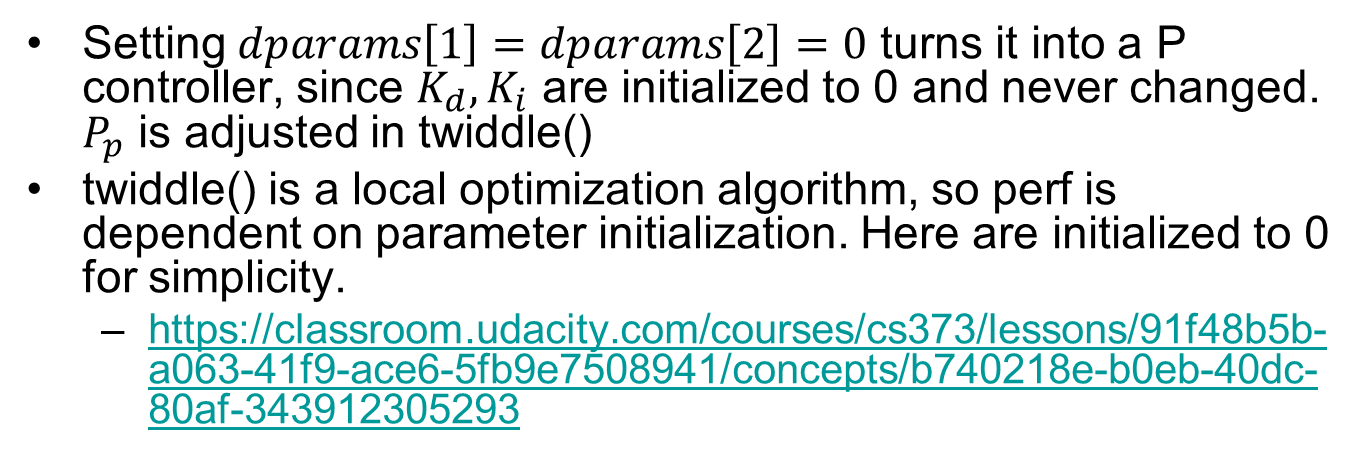 • Setting 𝑑𝑝𝑎𝑟𝑎𝑚𝑠[1] = 𝑑𝑝𝑎𝑟𝑎𝑚𝑠[2] = 0 turns it into a P
controller, since 𝐾𝑑, 𝐾𝑖 are initialized to 0 and never changed.
𝑃𝑝 is adjusted in twiddle()
• twiddle() is a local optimization algorithm, so perf is
dependent on parameter initialization. Here are initialized to 0
for simplicity.
– https://classroom.udacity.com/courses/cs373/lessons/91f48b5b-
a063-41f9-ace6-5fb9e7508941/concepts/b740218e-b0eb-40dc-
80af-343912305293